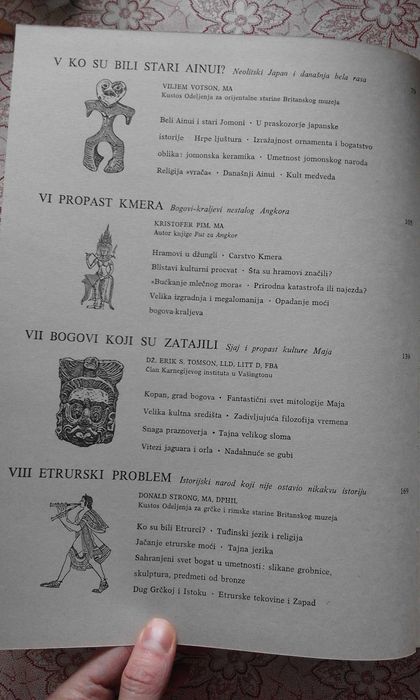 V KO SU BILI STARI AINUI? Neolitski Japan i današnja bela rasa 76
VILJEM VOTSON, MA
Kustos Odeljenja za orijentalne starine Britanskog muzeja
Beli Ainui i stari Jomoni · U praskozorje japanske
istorije Hrpe ljuštura · Izražajnost ornamenta i bogatstvo
oblika: jomonska keramika · Umetnost jomonskog naroda
Religija »vrača« · Današnji Ainui · Kult medveda
VI PROPAST KMERA Bogovi-kraljevi nestalog Angkora 105
KRISTOFER PIM, MA
Autor knjige Put za Angkor
Hramovi u džungli · Carstvo Kmera
Blistavi kulturni procvat · Šta su hramovi značili?
»Bućkanje mlečnog mora« · Prirodna katastrofa ili najezda?
Velika izgradnja i megalomanija · Opadanje moći
bogova-kraljeva
VII BOGOVI KOJI SU ZATAJILI Sjaj i propast kulture Maja 139
DŽ. ERIK S. TOMSON, LLD, LITT D, FBA
Član Karnegijevog instituta u Vašingtonu
Kopan, grad bogova · Fantastični svet mitologije Maja
Velika kultna središta · Zadivljujuća filozofija vremena
Snaga praznoverja · Tajna velikog sloma
Vitezi jaguara i orla · Nadahnuće se gubi
VIII ETRURSKI PROBLEM Istorijski narod koji nije ostavio nikakvu istoriju 169
DONALD STRONG, MA, DPHIL
Kustos Odeljenja za grčke i rimske starine Britanskog muzeja
Ko su bili Etrurci? · Tuđinski jezik i religija
Jačanje etrurske moći · Tajna jezika
Sahranjeni svet bogat u umetnosti: slikane grobnice,
skulptura, predmeti od bronze
Dug Grčkoj i Istoku · Etrurske tekovine i Zapad